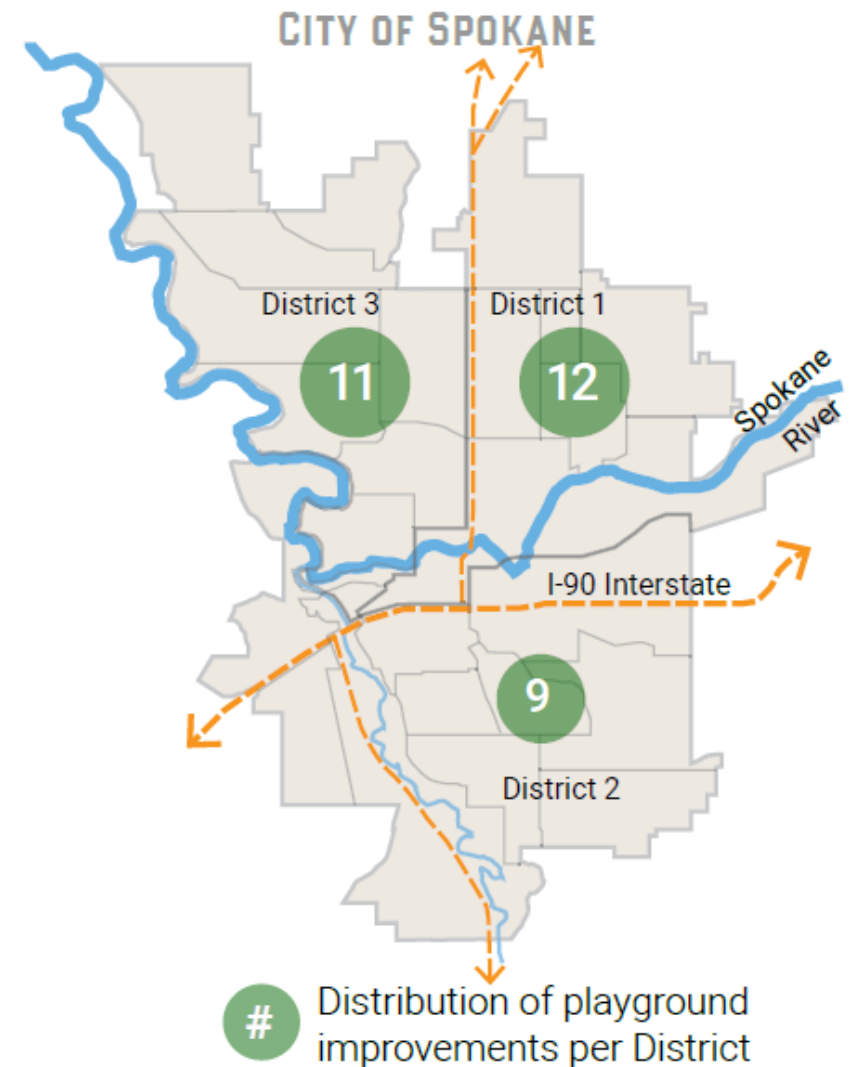 CITY OF SPOKANE
District 3
District 1
11
12
Spokane
River
I-90 Interstate
9
District 2
# Distribution of playground
improvements per District